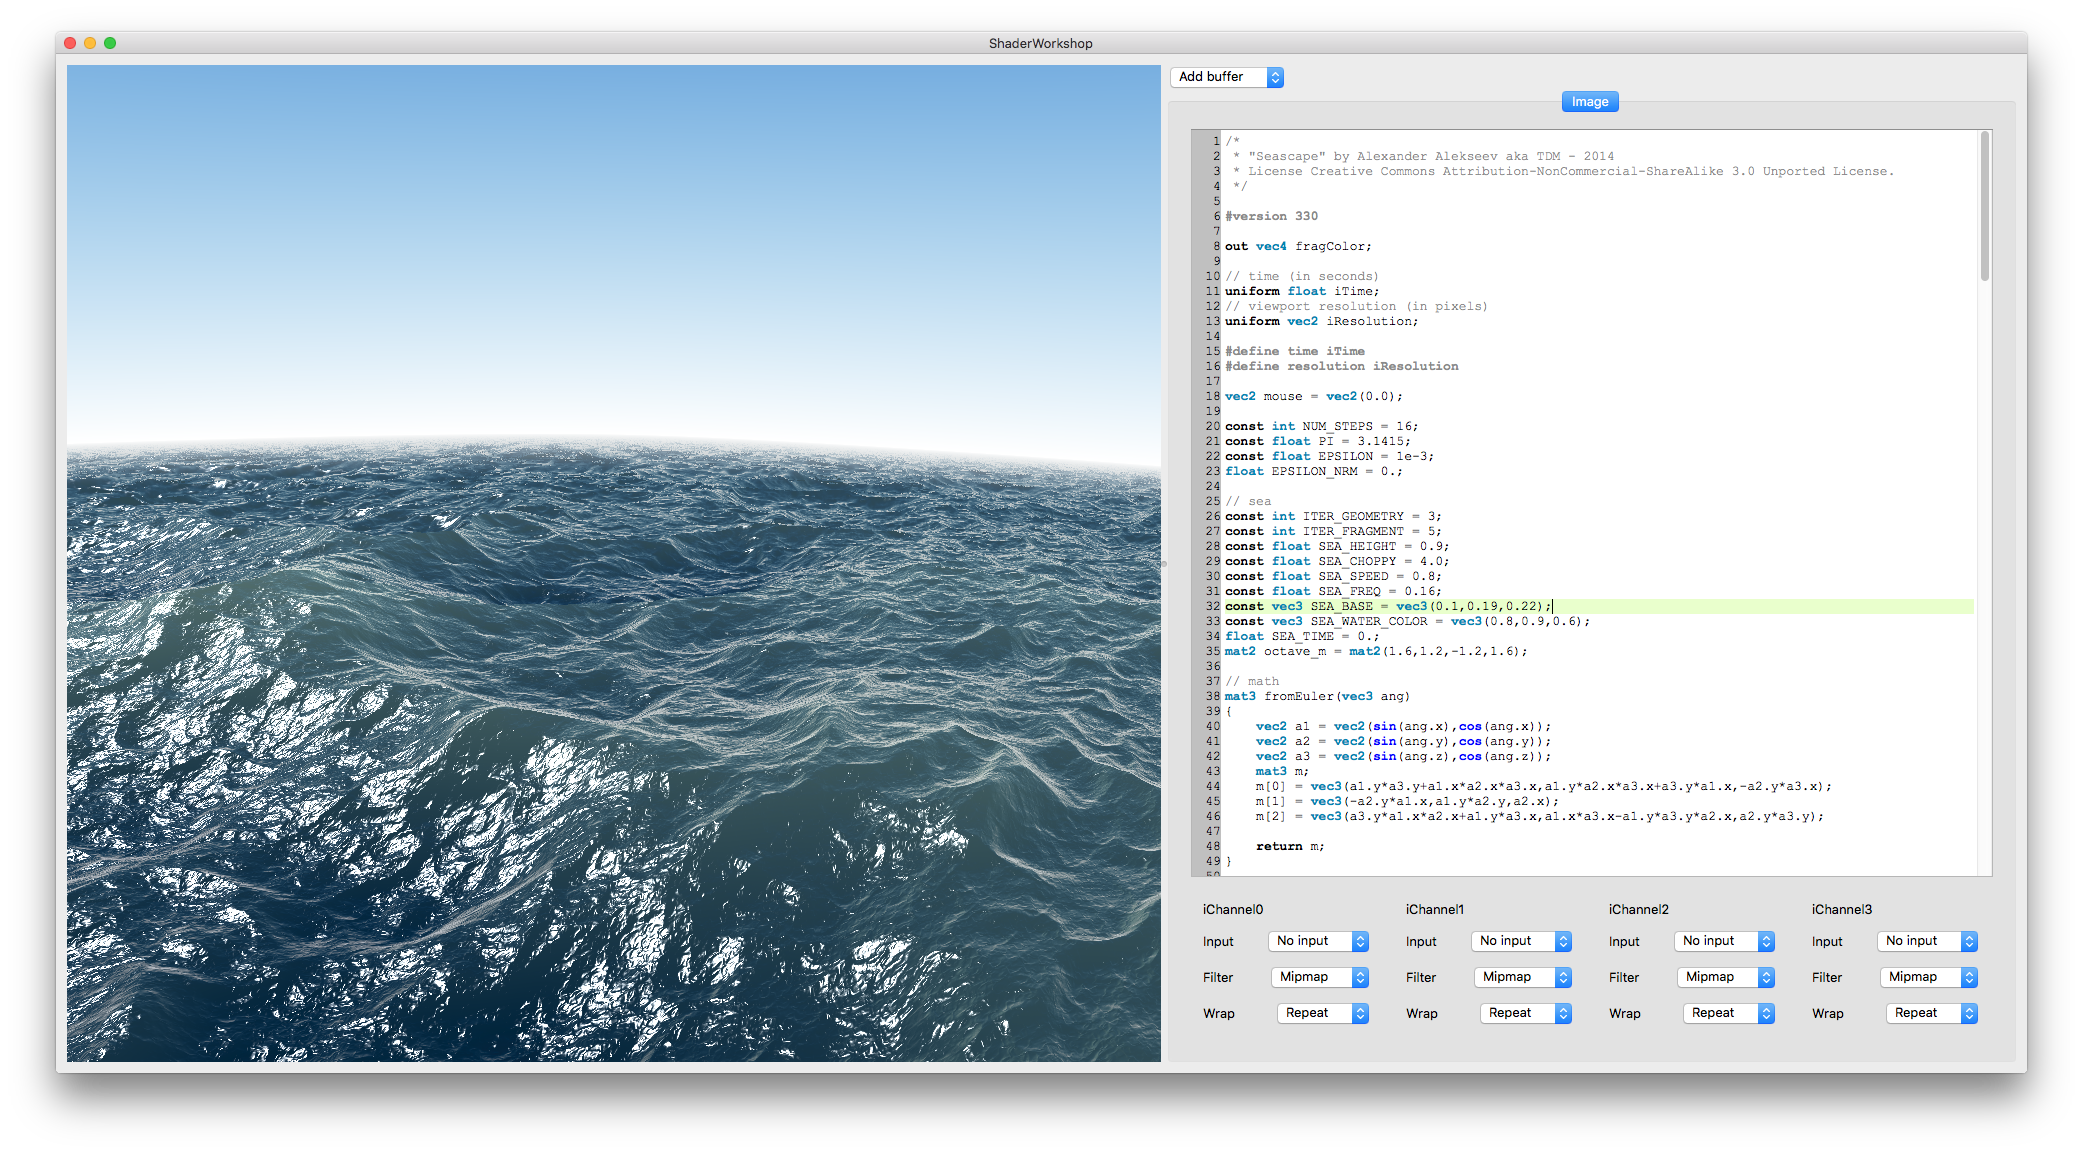 ShaderWorkshop
Add buffer
Image
1 /*
2  * "Seascape" by Alexander Alekseev aka TDM - 2014
3  * License Creative Commons Attribution-NonCommercial-ShareAlike 3.0 Unported License.
4  */
5
6 #version 330
7
8 out vec4 fragColor;
9
10 // time (in seconds)
11 uniform float iTime;
12 // viewport resolution (in pixels)
13 uniform vec2 iResolution;
14
15 #define time iTime
16 #define resolution iResolution
17
18 vec2 mouse = vec2(0.0);
19
20 const int NUM_STEPS = 16;
21 const float PI = 3.1415;
22 const float EPSILON = 1e-3;
23 float EPSILON_NRM = 0.;
24
25 // sea
26 const int ITER_GEOMETRY = 3;
27 const int ITER_FRAGMENT = 5;
28 const float SEA_HEIGHT = 0.9;
29 const float SEA_CHOPPY = 4.0;
30 const float SEA_SPEED = 0.8;
31 const float SEA_FREQ = 0.16;
32 const vec3 SEA_BASE = vec3(0.1,0.19,0.22);
33 const vec3 SEA_WATER_COLOR = vec3(0.8,0.9,0.6);
34 float SEA_TIME = 0.;
35 mat2 octave_m = mat2(1.6,1.2,-1.2,1.6);
36
37 // math
38 mat3 fromEuler(vec3 ang)
39 {
40     vec2 a1 = vec2(sin(ang.x),cos(ang.x));
41     vec2 a2 = vec2(sin(ang.y),cos(ang.y));
42     vec2 a3 = vec2(sin(ang.z),cos(ang.z));
43     mat3 m;
44     m[0] = vec3(a1.y*a3.y+a1.x*a2.x*a3.x,a1.y*a2.x*a3.x+a3.y*a1.x,-a2.y*a3.x);
45     m[1] = vec3(-a2.y*a1.x,a1.y*a2.y,a2.x);
46     m[2] = vec3(a3.y*a1.x*a2.x+a1.y*a3.x,a1.x*a3.x-a1.y*a3.y*a2.x,a2.y*a3.y);
47
48     return m;
49 }
50
iChannel0 iChannel1 iChannel2 iChannel3
Input No input Input No input Input No input Input No input
Filter Mipmap Filter Mipmap Filter Mipmap Filter Mipmap
Wrap Repeat Wrap Repeat Wrap Repeat Wrap Repeat